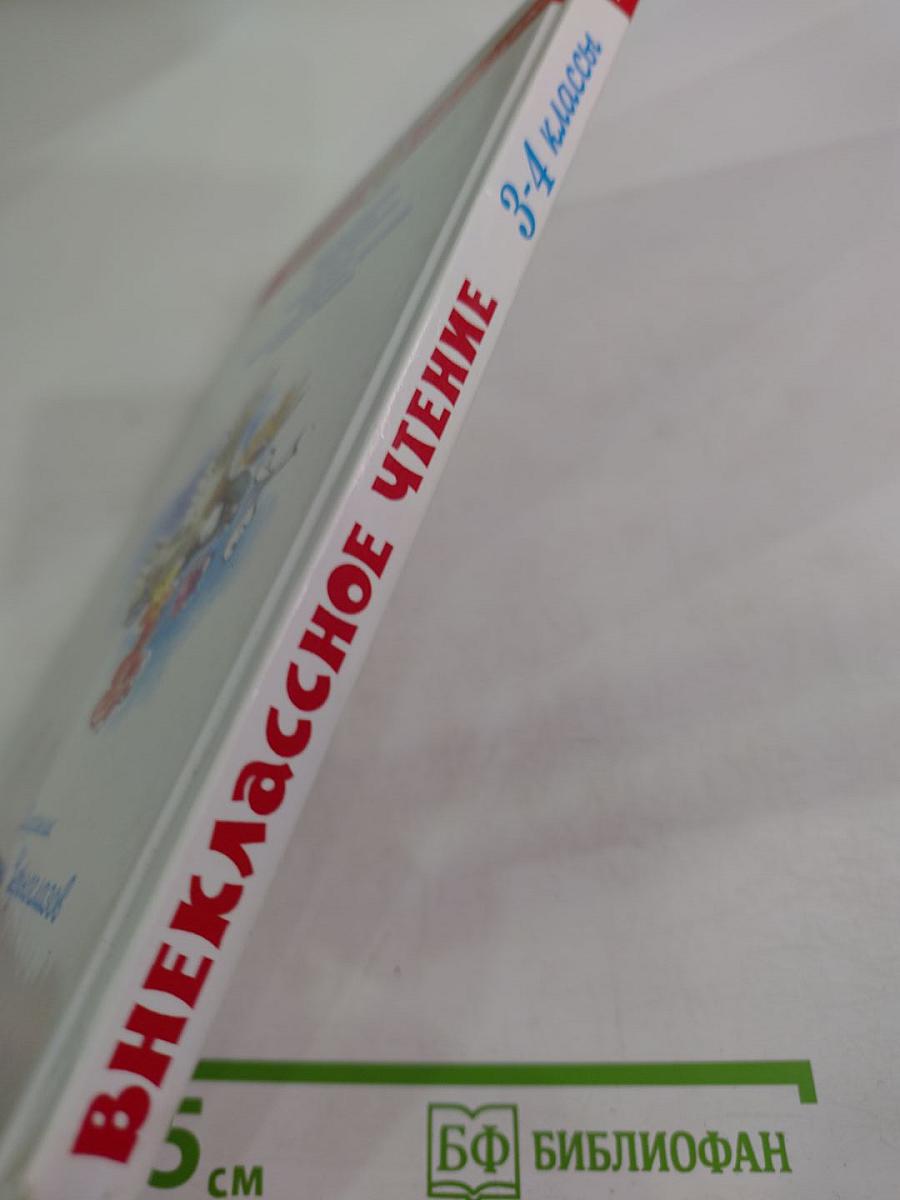 ВНЕКЛАССНОЕ ЧТЕНИЕ 3-4 классы
5 см
БФ БИБЛИОФАН